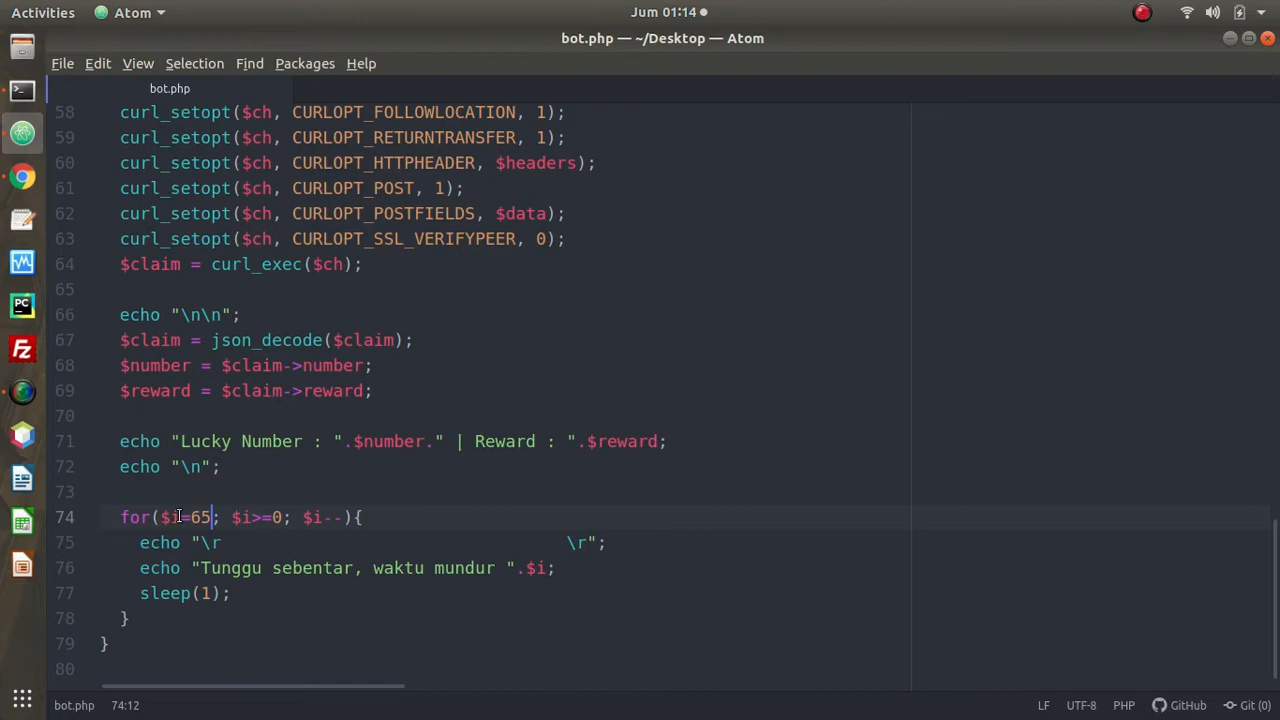 Activities Atom Jum 01:14
bot.php — ~/Desktop — Atom
File Edit View Selection Find Packages Help
bot.php
58 curl_setopt($ch, CURLOPT_FOLLOWLOCATION, 1);
59 curl_setopt($ch, CURLOPT_RETURNTRANSFER, 1);
60 curl_setopt($ch, CURLOPT_HTTPHEADER, $headers);
61 curl_setopt($ch, CURLOPT_POST, 1);
62 curl_setopt($ch, CURLOPT_POSTFIELDS, $data);
63 curl_setopt($ch, CURLOPT_SSL_VERIFYPEER, 0);
64 $claim = curl_exec($ch);
65
66 echo "\n\n";
67 $claim = json_decode($claim);
68 $number = $claim->number;
69 $reward = $claim->reward;
70
71 echo "Lucky Number : ".$number." | Reward : ".$reward;
72 echo "\n";
73
74 for($i=65; $i>=0; $i--){
75 echo "\r                                  \r";
76 echo "Tunggu sebentar, waktu mundur ".$i;
77 sleep(1);
78 }
79 }
80
bot.php 74:12 LF UTF-8 PHP GitHub Git (0)
PC
Fz